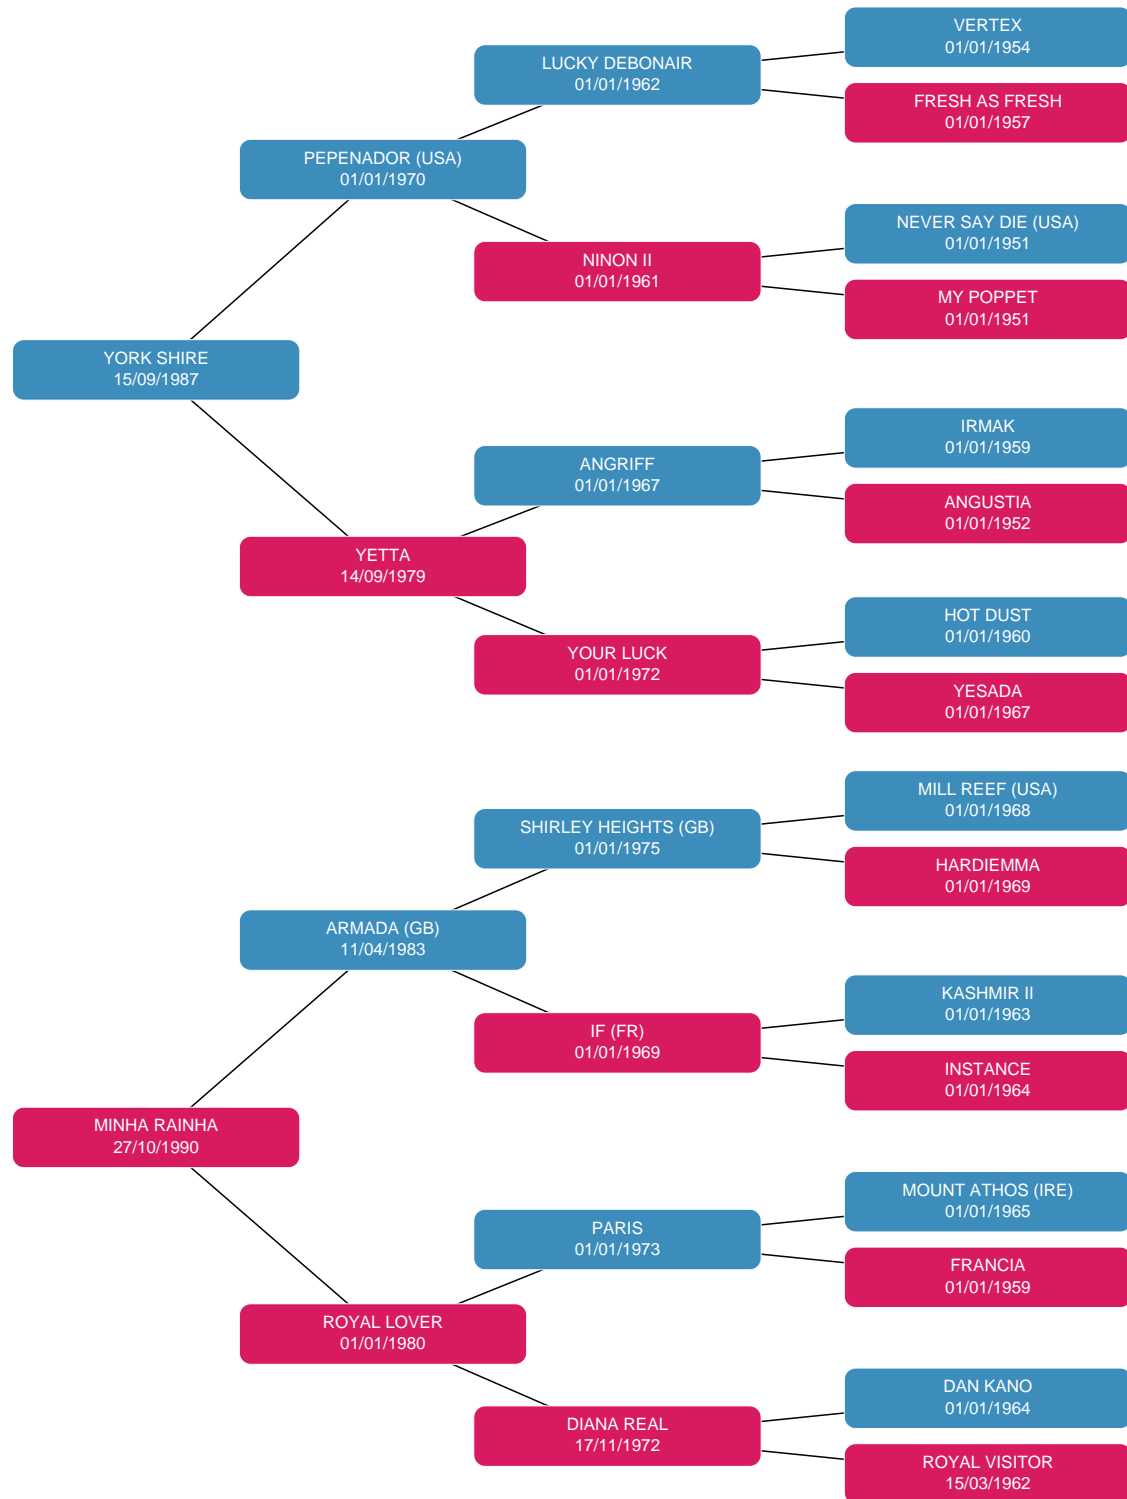 VERTEX
01/01/1954
LUCKY DEBONAIR
01/01/1962
FRESH AS FRESH
01/01/1957
PEPENADOR (USA)
01/01/1970
NEVER SAY DIE (USA)
01/01/1951
NINON II
01/01/1961
MY POPPET
01/01/1951
YORK SHIRE
15/09/1987
IRMAK
01/01/1959
ANGRIFF
01/01/1967
ANGUSTIA
01/01/1952
YETTA
14/09/1979
HOT DUST
01/01/1960
YOUR LUCK
01/01/1972
YESADA
01/01/1967
MILL REEF (USA)
01/01/1968
SHIRLEY HEIGHTS (GB)
01/01/1975
HARDIEMMA
01/01/1969
ARMADA (GB)
11/04/1983
KASHMIR II
01/01/1963
IF (FR)
01/01/1969
INSTANCE
01/01/1964
MINHA RAINHA
27/10/1990
MOUNT ATHOS (IRE)
01/01/1965
PARIS
01/01/1973
FRANCIA
01/01/1959
ROYAL LOVER
01/01/1980
DAN KANO
01/01/1964
DIANA REAL
17/11/1972
ROYAL VISITOR
15/03/1962